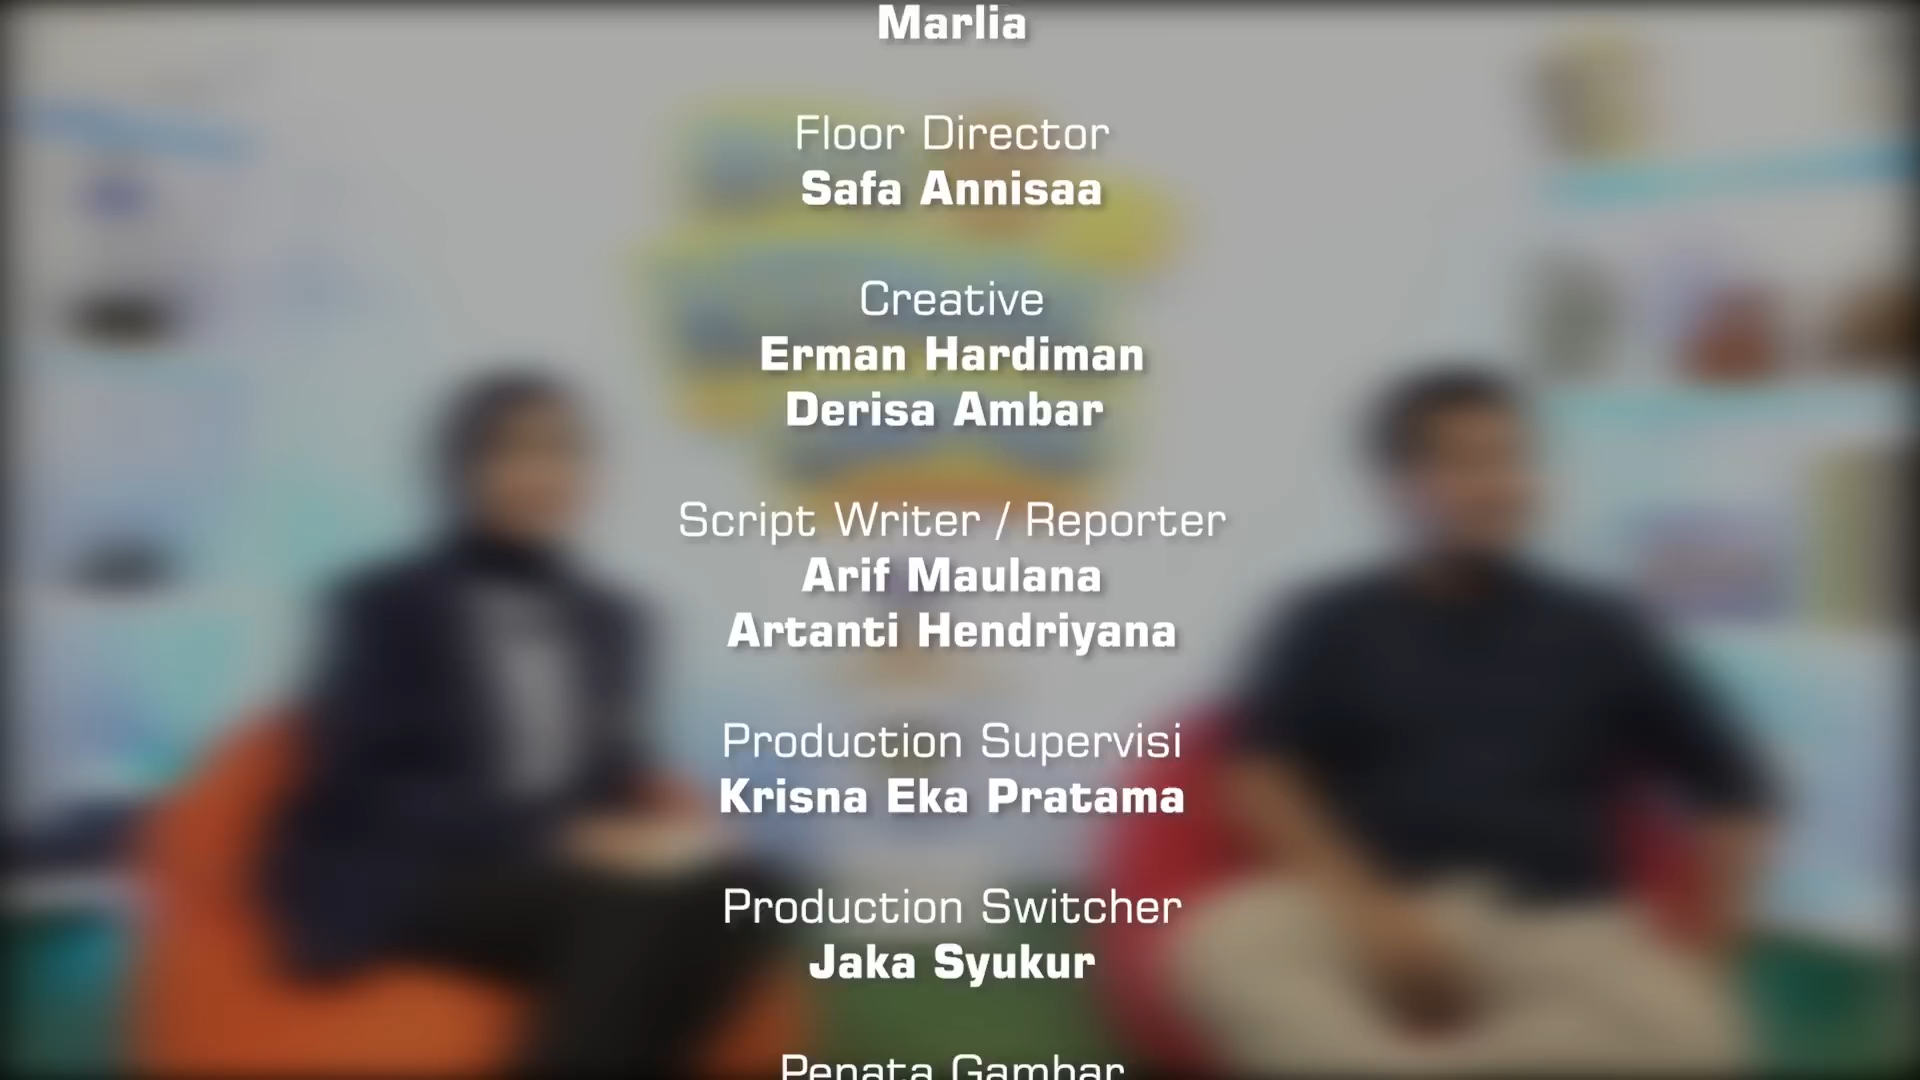 Marlia
Floor Director
Safa Annisaa
Creative
Erman Hardiman
Derisa Ambar
Script Writer / Reporter
Arif Maulana
Artanti Hendriyana
Production Supervisi
Krisna Eka Pratama
Production Switcher
Jaka Syukur
Penata Gambar